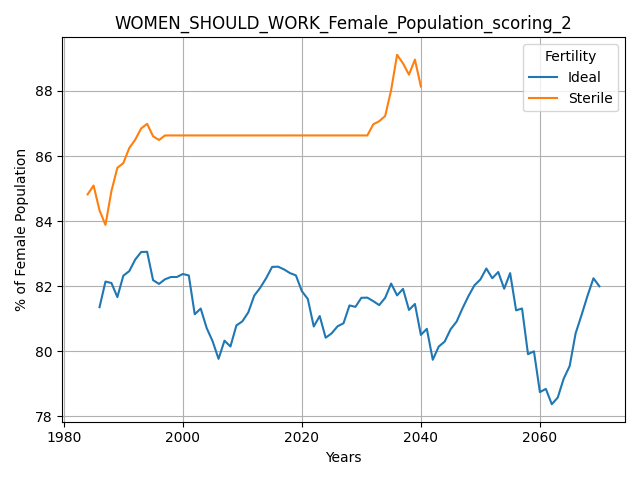 WOMEN_SHOULD_WORK_Female_Population_scoring_2
Fertility
Ideal
Sterile
% of Female Population
88
86
84
82
80
78
1980
2000
2020
2040
2060
Years